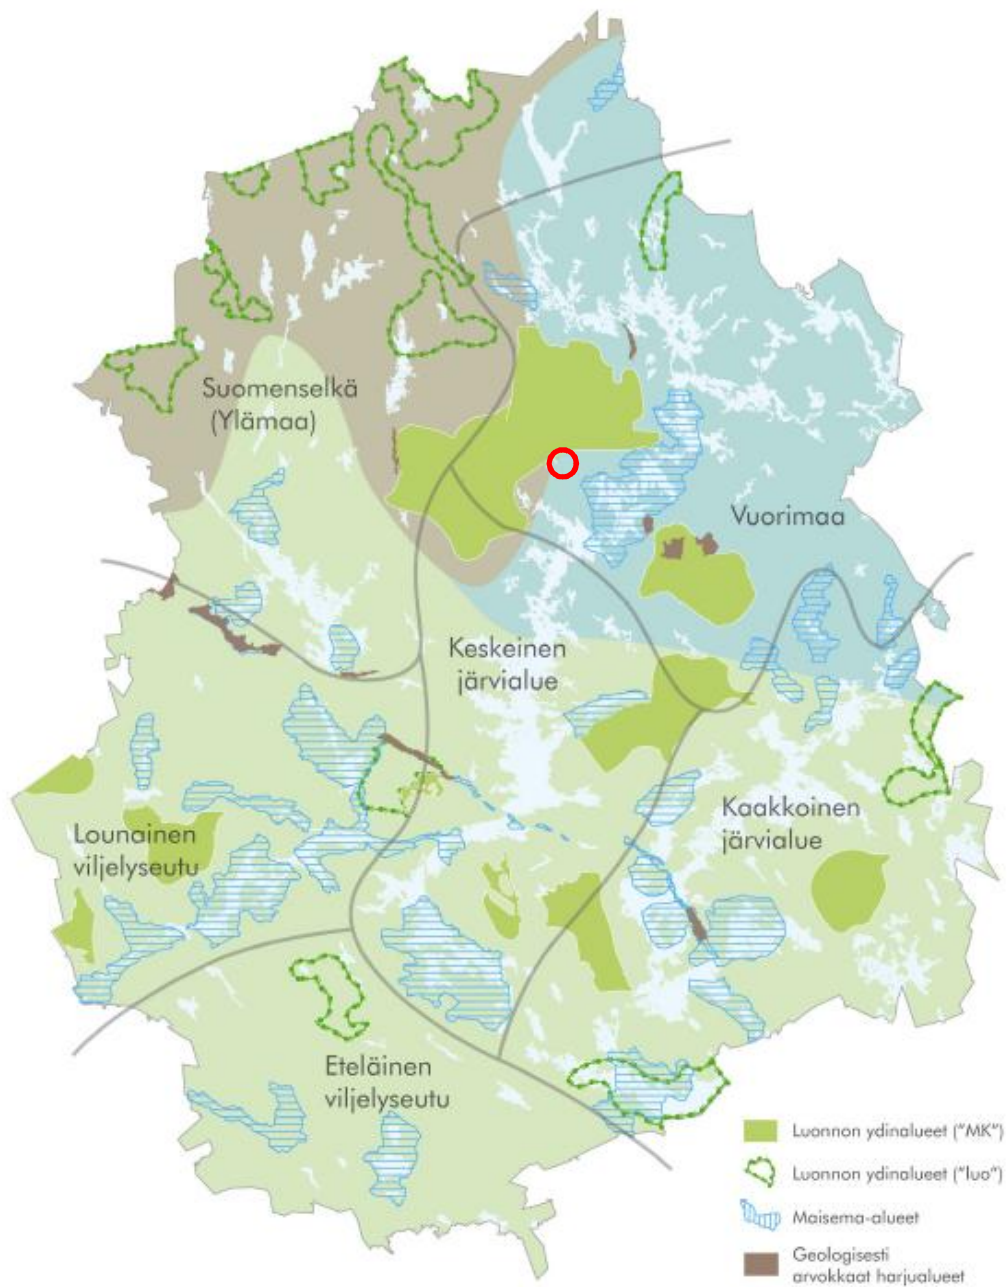 Suomenselkä
(Ylämaa)
Vuorimaa
Keskeinen
järvialue
Lounainen
viljelyseutu
Kaakkoinen
järvialue
Eteläinen
viljelyseutu
Luonnon ydinalueet ("MK")
Luonnon ydinalueet ("luo")
Maisema-alueet
Geologisesti
arvokkaat harjualueet